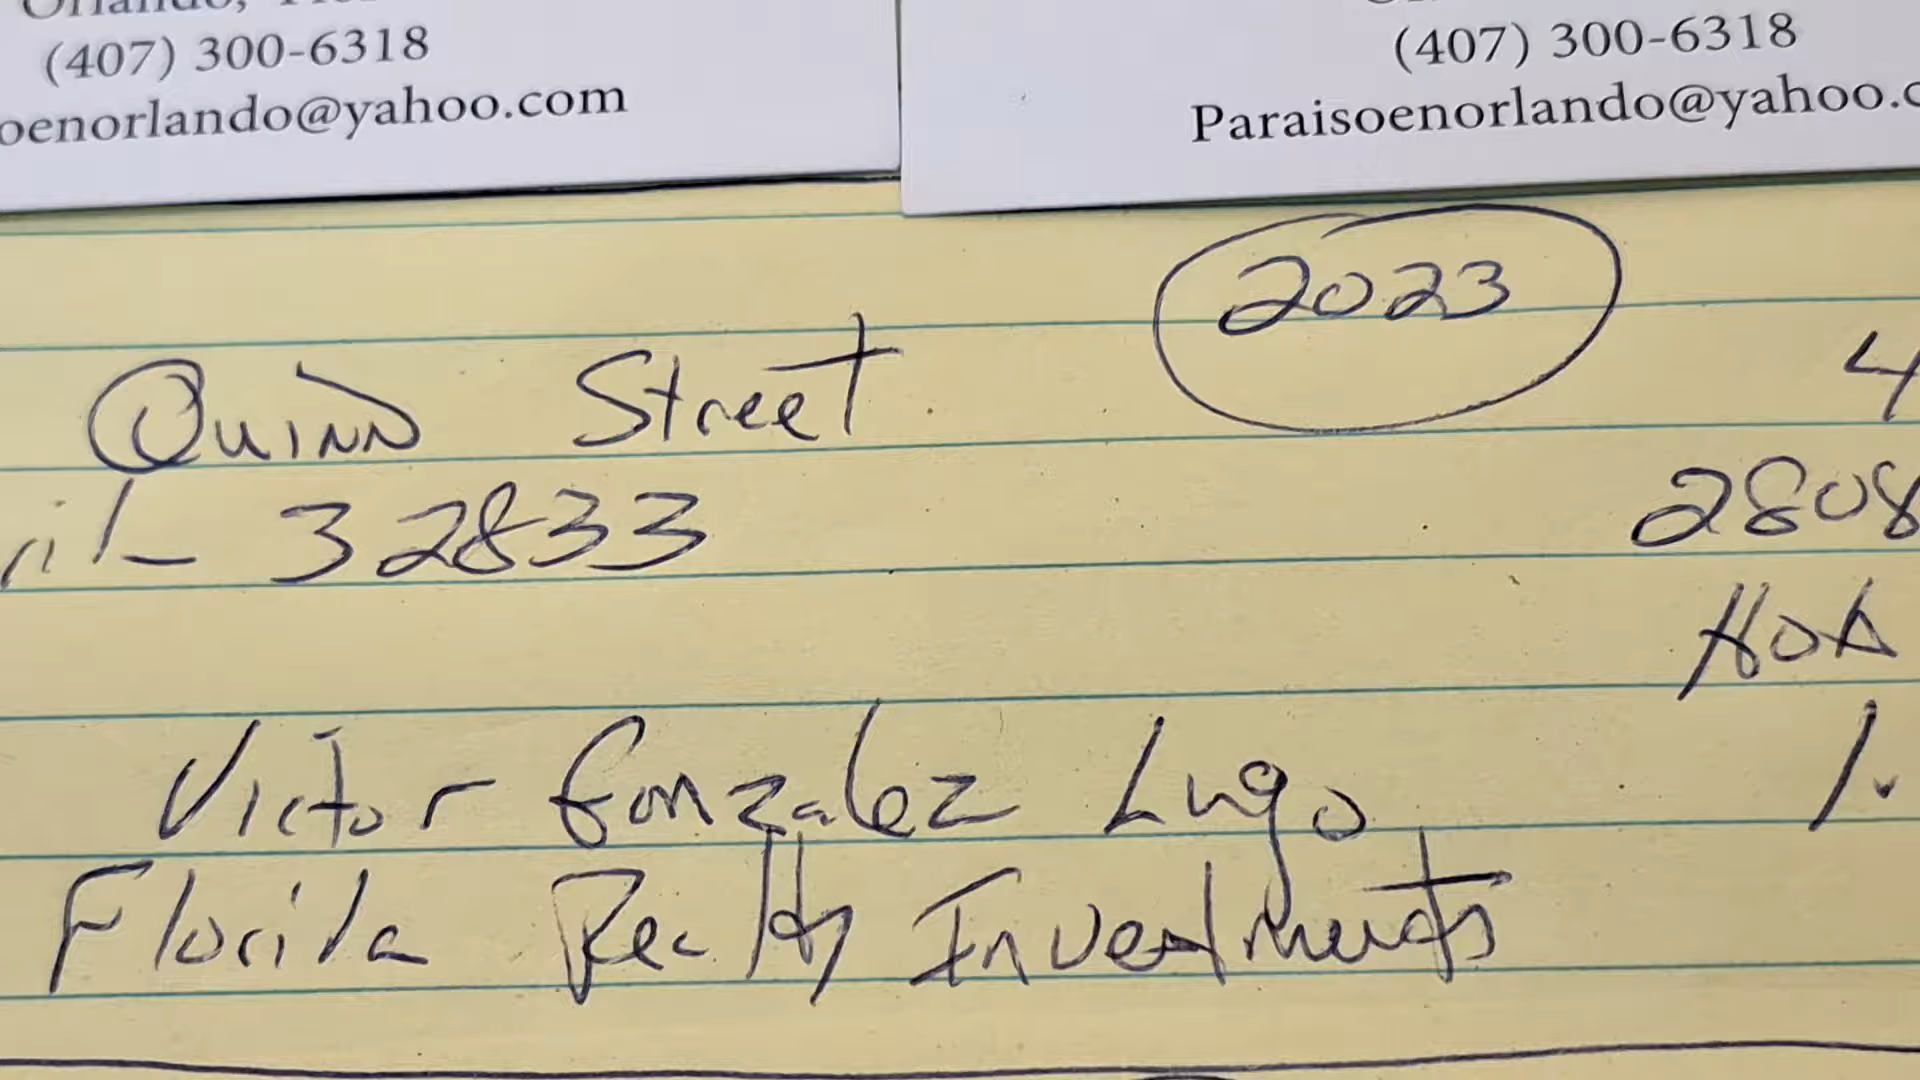 (407) 300-6318
oenorlando@yahoo.com
(407) 300-6318
Paraisoenorlando@yahoo.c
2023
Quinn Street
4
32833
2808
HOA
Victor Gonzalez Lugo
1.
Florida Realty Investments